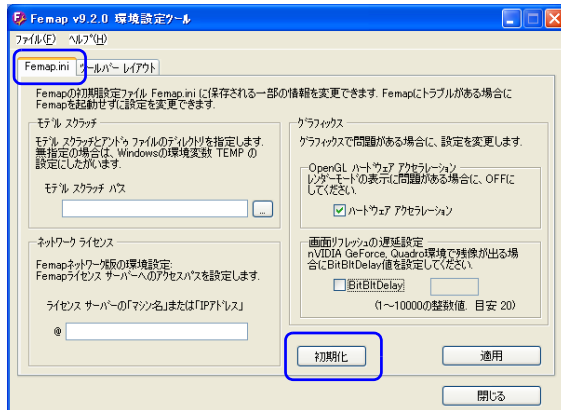 Femap v9.2.0 環境設定ツール
ファイル(F) ヘルプ(H)
Femap.ini ツールバー レイアウト
Femapの初期設定ファイル Femap.ini に保存される一部の情報を変更できます. Femapにトラブルがある場合に
Femapを起動せずに設定を変更できます.
モデル スクラッチ
モデル スクラッチとアンドゥ ファイルのディレクトリを指定します.
無指定の場合は、Windowsの環境変数 TEMP の
設定にしたがいます.
モデル スクラッチ パス
...
ネットワーク ライセンス
Femapネットワーク版の環境設定:
Femapライセンス サーバーへのアクセスパスを設定します.
ライセンス サーバーの「マシン名」または「IPアドレス」
@
グラフィックス
グラフィックスで問題がある場合に、設定を変更します.
OpenGL ハードウェア アクセラレーション
レンダーモードの表示に問題がある場合に、OFFに
してください.
ハードウェア アクセラレーション
画面リフレッシュの遅延設定
nVIDIA GeForce, Quadro環境で残像が出る場
合にBitBltDelay値を設定してください.
BitBltDelay
(1～10000の整数値. 目安 20)
初期化
適用
閉じる